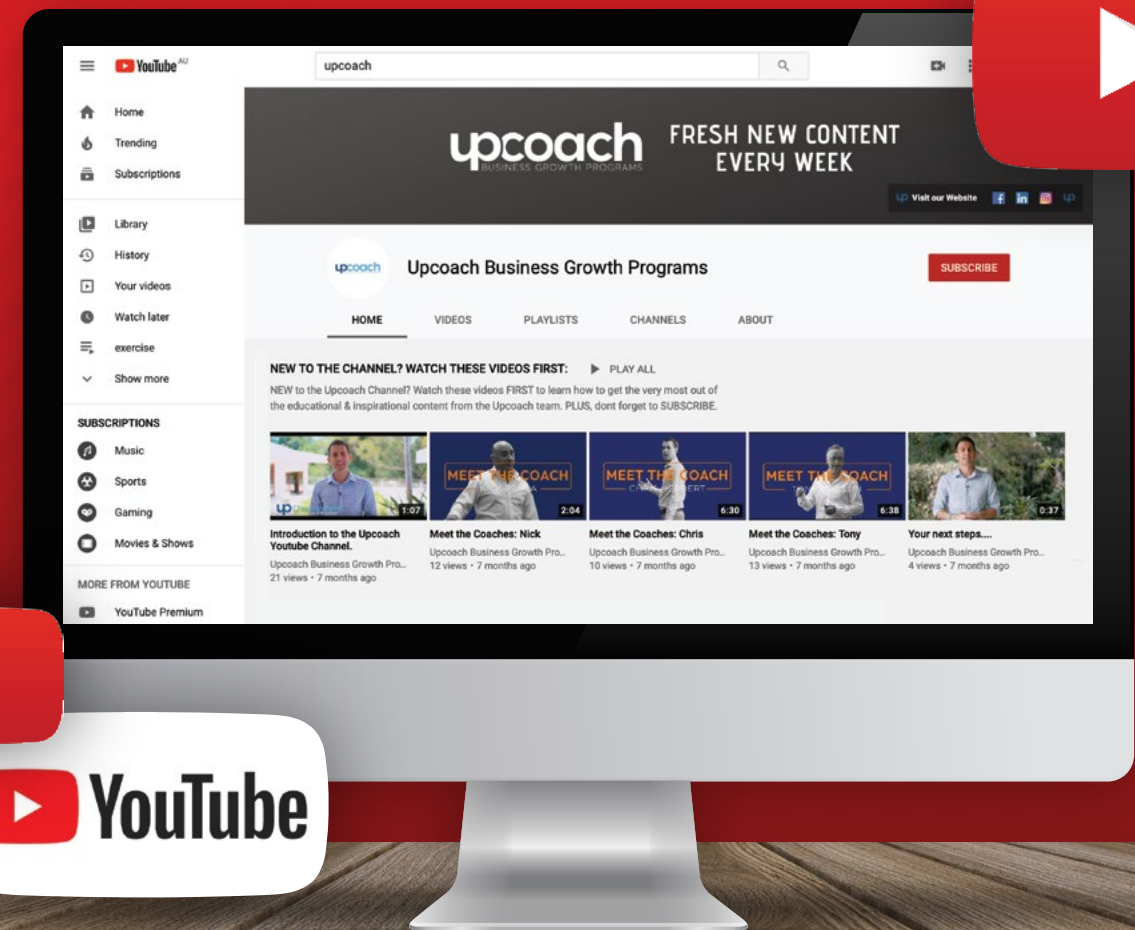 YouTube AU
upcoach
Home
Trending
Subscriptions
Library
History
Your videos
Watch later
exercise
Show more
SUBSCRIPTIONS
Music
Sports
Gaming
Movies & Shows
MORE FROM YOUTUBE
YouTube Premium
upcoach
BUSINESS GROWTH PROGRAMS
FRESH NEW CONTENT
EVERY WEEK
up Visit our Website f in up
upcoach
Upcoach Business Growth Programs
SUBSCRIBE
HOME VIDEOS PLAYLISTS CHANNELS ABOUT
NEW TO THE CHANNEL? WATCH THESE VIDEOS FIRST: PLAY ALL
NEW to the Upcoach Channel? Watch these videos FIRST to learn how to get the very most out of
the educational & inspirational content from the Upcoach team. PLUS, dont forget to SUBSCRIBE.
up
1:07
Introduction to the Upcoach
Youtube Channel.
Upcoach Business Growth Pro...
21 views • 7 months ago
MEET THE COACH
2:04
Meet the Coaches: Nick
Upcoach Business Growth Pro...
12 views • 7 months ago
MEET THE COACH
6:30
Meet the Coaches: Chris
Upcoach Business Growth Pro...
10 views • 7 months ago
MEET THE COACH
6:38
Meet the Coaches: Tony
Upcoach Business Growth Pro...
13 views • 7 months ago
0:37
Your next steps....
Upcoach Business Growth Pro...
4 views • 7 months ago
YouTube